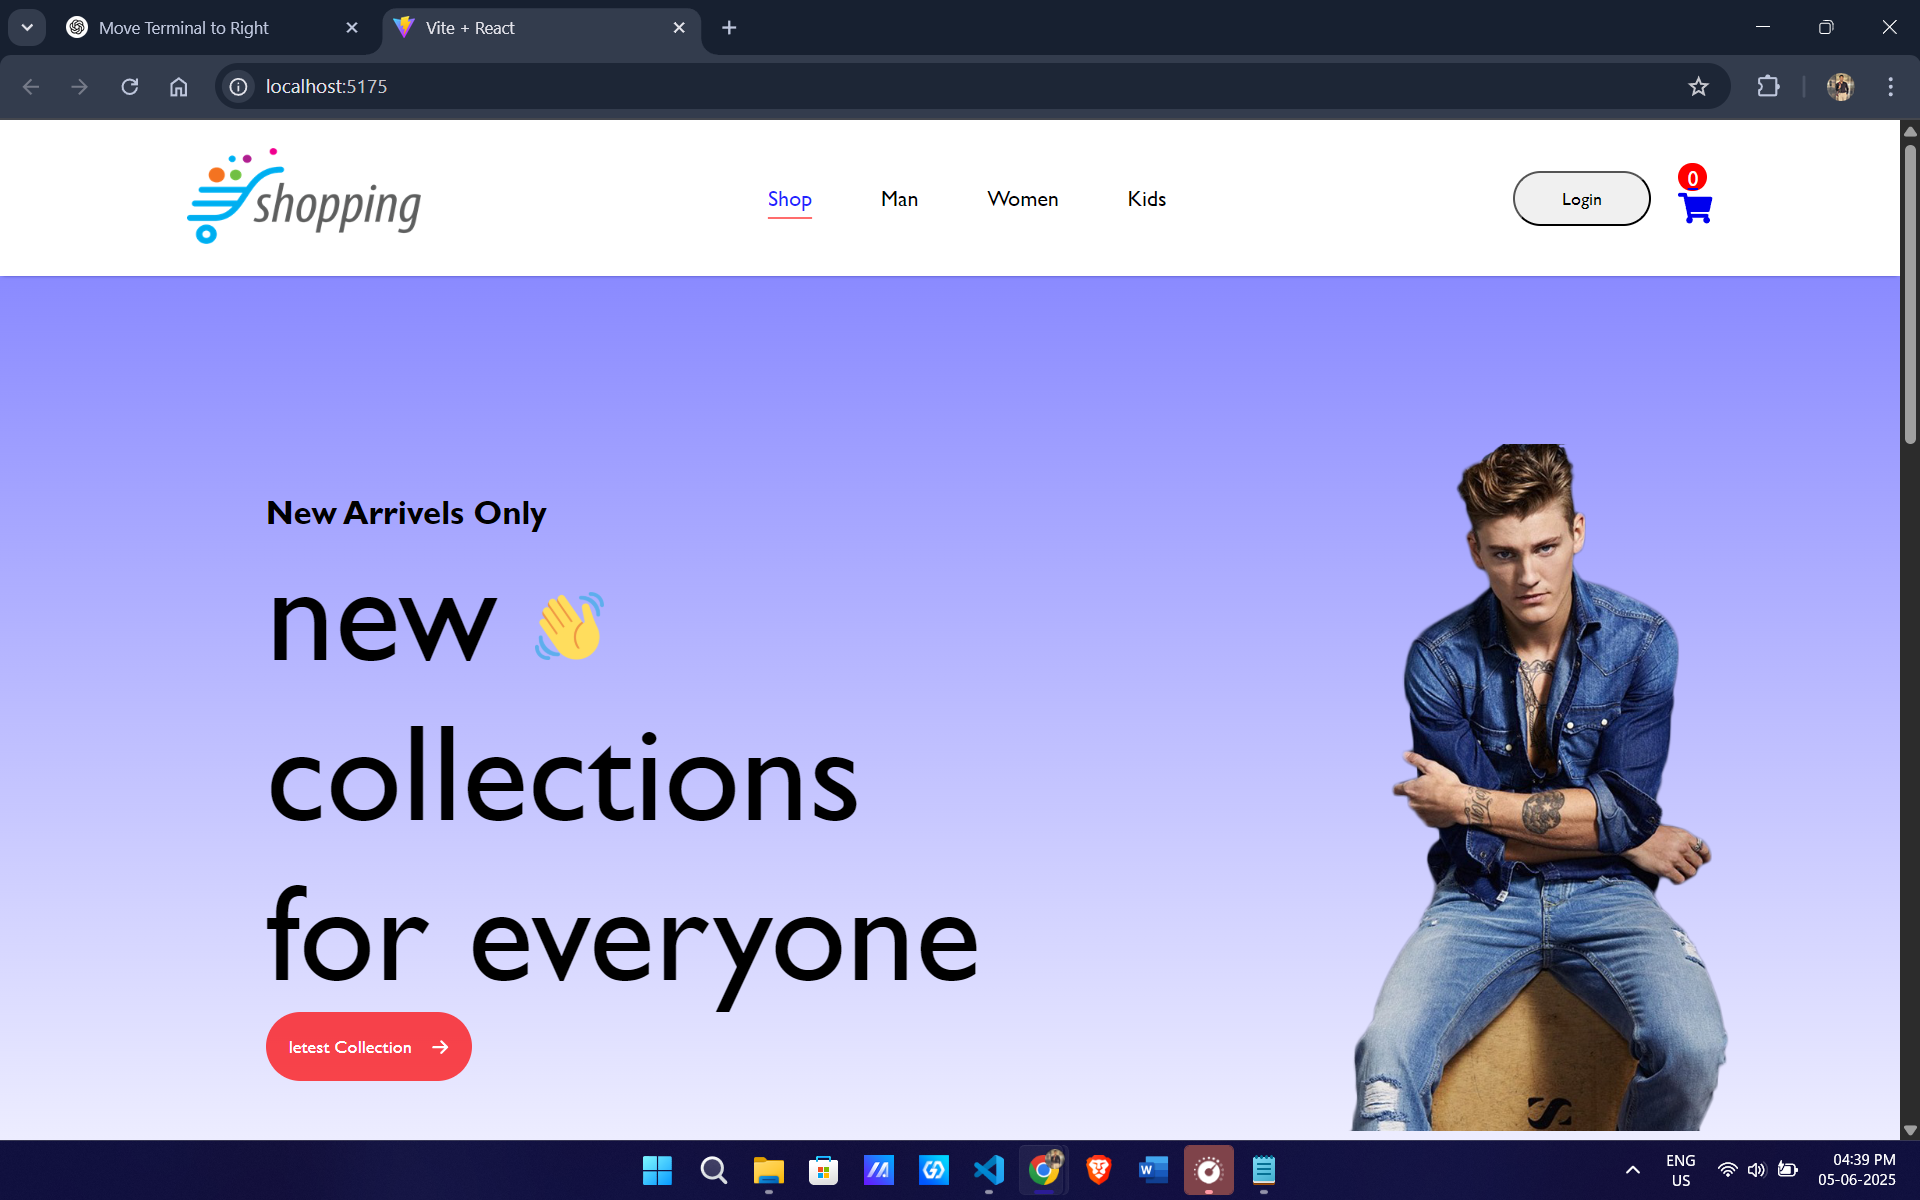 Move Terminal to Right
Vite + React
localhost:5175
shopping
Shop
Man
Women
Kids
Login
0
New Arrivels Only
new 👋
collections
for everyone
letest Collection →
ENG
US
04:39 PM
05-06-2025